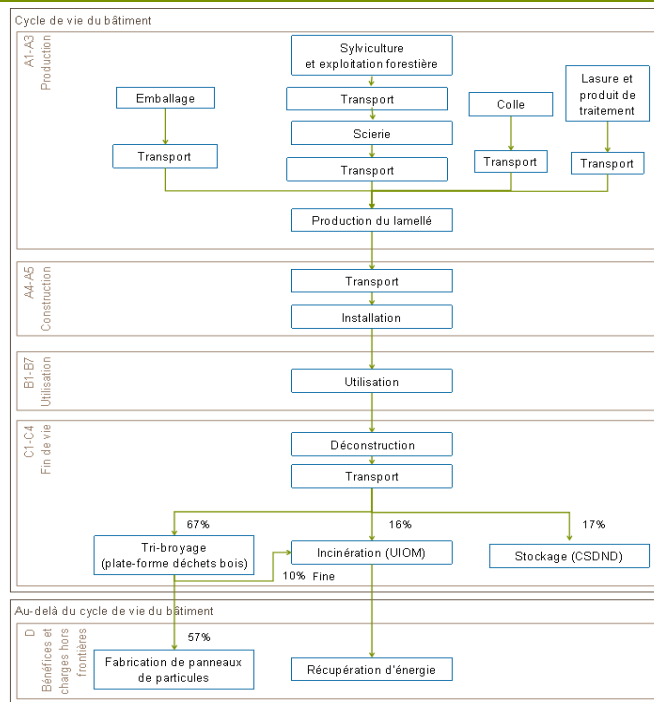 Cycle de vie du bâtiment
A1-A3
Production
Sylviculture
et exploitation forestière
Transport
Scierie
Transport
Emballage
Transport
Colle
Transport
Lasure et
produit de
traitement
Transport
Production du lamellé
A4-A5
Construction
Transport
Installation
B1-B7
Utilisation
Utilisation
C1-C4
Fin de vie
Déconstruction
Transport
67%
16%
17%
Tri-broyage
(plate-forme déchets bois)
Incinération (UIOM)
Stockage (CSDND)
10% Fine
Au-delà du cycle de vie du bâtiment
D
Bénéfices et
charges hors
frontières
57%
Fabrication de panneaux
de particules
Récupération d'énergie